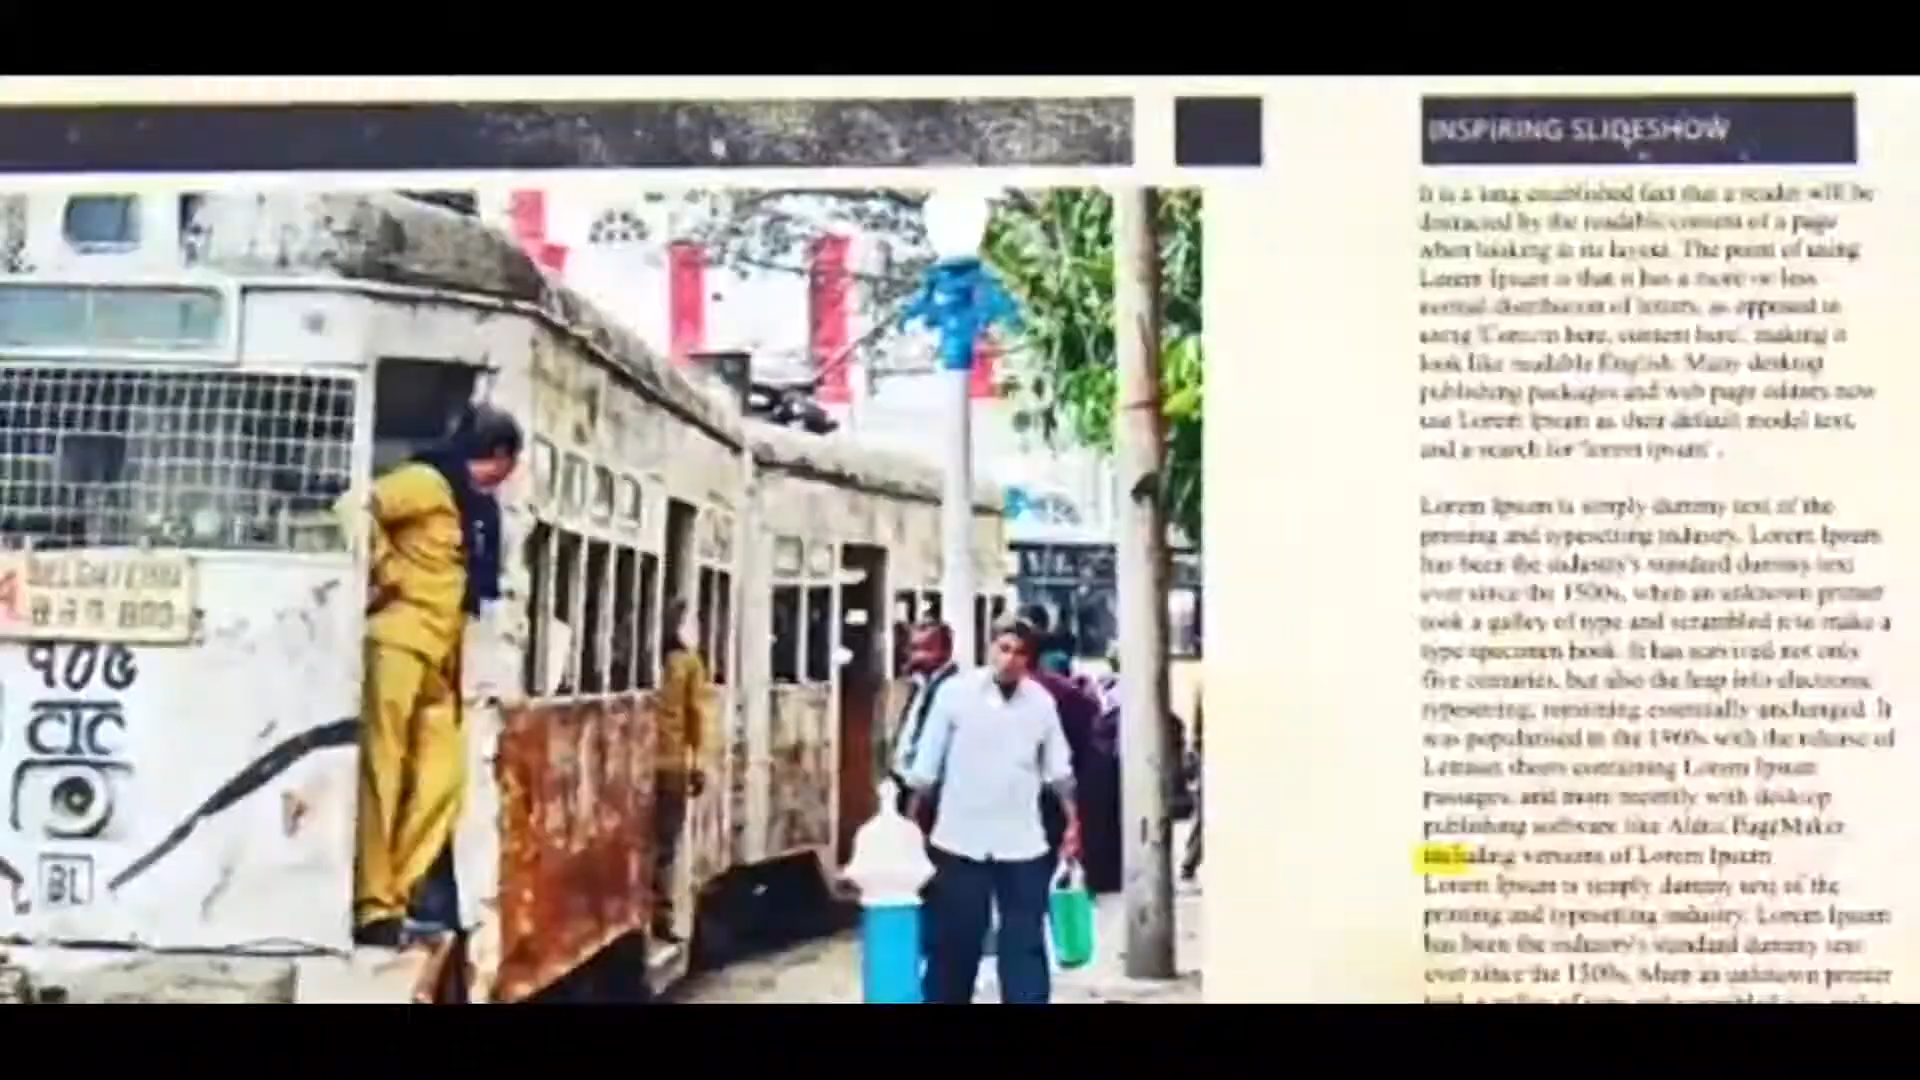 INSPIRING SLIDESHOW
It is a long established fact that a reader will be
distracted by the readable content of a page
when looking at its layout. The point of using
Lorem Ipsum is that it has a more-or-less
normal distribution of letters, as opposed to
using 'Content here, content here', making it
look like readable English. Many desktop
publishing packages and web page editors now
use Lorem Ipsum as their default model text,
and a search for 'lorem ipsum'.
Lorem Ipsum is simply dummy text of the
printing and typesetting industry. Lorem Ipsum
has been the industry's standard dummy text
ever since the 1500s, when an unknown printer
took a galley of type and scrambled it to make a
type specimen book. It has survived not only
five centuries, but also the leap into electronic
typesetting, remaining essentially unchanged. It
was popularised in the 1960s with the release of
Letraset sheets containing Lorem Ipsum
passages, and more recently with desktop
publishing software like Aldus PageMaker
including versions of Lorem Ipsum
Lorem Ipsum is simply dummy text of the
printing and typesetting industry. Lorem Ipsum
has been the industry's standard dummy text
ever since the 1500s, when an unknown printer
BELGACHIA
৭০৫
CTC
BL